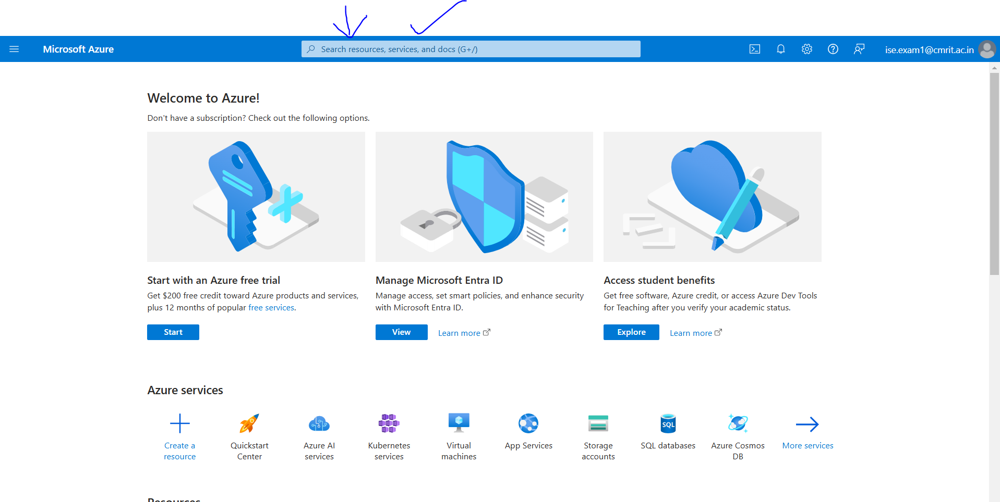 Microsoft Azure
Search resources, services, and docs (G+/)
ise.exam1@cmrit.ac.in
Welcome to Azure!
Don't have a subscription? Check out the following options.
Start with an Azure free trial
Get $200 free credit toward Azure products and services,
plus 12 months of popular free services.
Start
Manage Microsoft Entra ID
Manage access, set smart policies, and enhance security
with Microsoft Entra ID.
View
Learn more
Access student benefits
Get free software, Azure credit, or access Azure Dev Tools
for Teaching after you verify your academic status.
Explore
Learn more
Azure services
Create a
resource
Quickstart
Center
Azure AI
services
Kubernetes
services
Virtual
machines
App Services
Storage
accounts
SQL
SQL databases
Azure Cosmos
DB
More services
Resources